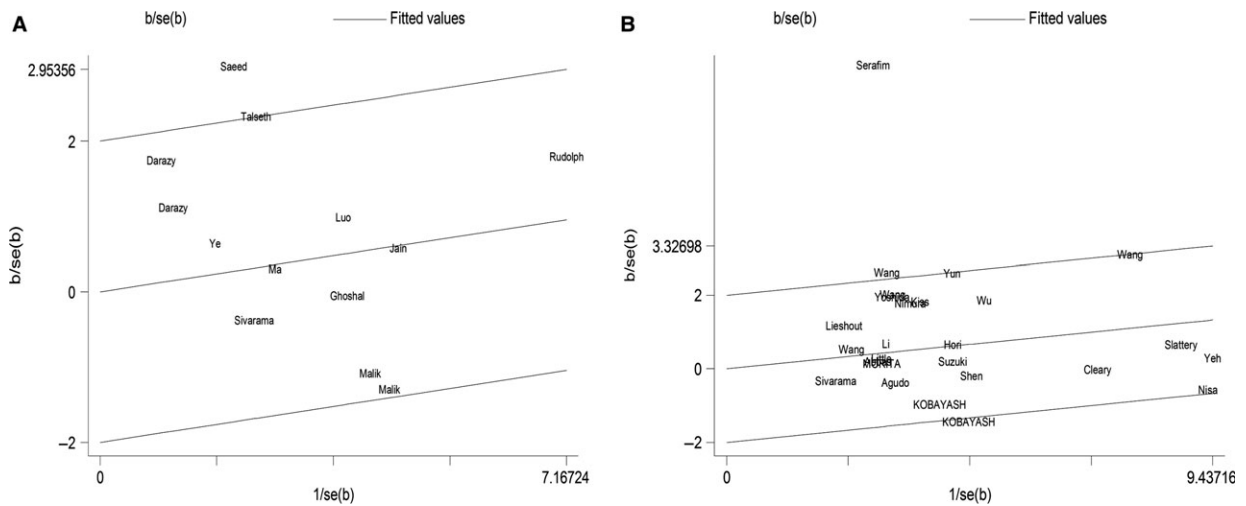 A
b/se(b)
Fitted values
2.95356
2
0
–2
b/se(b)
Saeed
Talseth
Darazy
Rudolph
Darazy
Luo
Ye
Jain
Ma
Ghoshal
Sivarama
Malik
Malik
0
7.16724
1/se(b)
B
b/se(b)
Fitted values
3.32698
2
0
–2
b/se(b)
Serafim
Wang
Wang
Yun
Wang
Yoshida
Nimura
Kiss
Wu
Lieshout
Li
Hori
Slattery
Wang
Little
MORITA
Suzuki
Yeh
Cleary
Shen
Sivarama
Agudo
Nisa
KOBAYASH
KOBAYASH
0
9.43716
1/se(b)